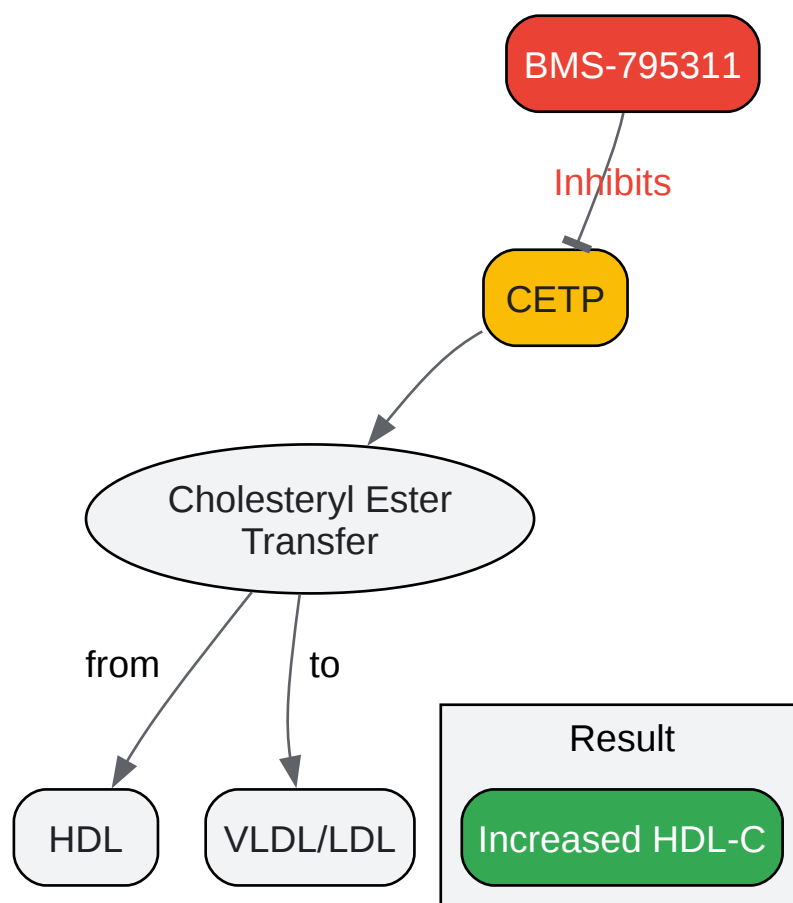 BMS-795311
Inhibits
CETP
Cholesteryl Ester
Transfer
from
to
Result
HDL
VLDL/LDL
Increased HDL-C